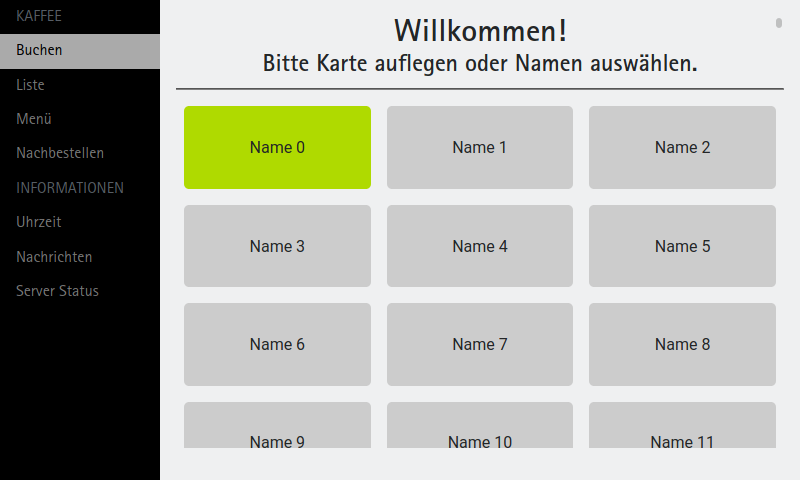 KAFFEE
Buchen
Liste
Menü
Nachbestellen
INFORMATIONEN
Uhrzeit
Nachrichten
Server Status
Willkommen!
Bitte Karte auflegen oder Namen auswählen.
Name 0
Name 1
Name 2
Name 3
Name 4
Name 5
Name 6
Name 7
Name 8
Name 9
Name 10
Name 11